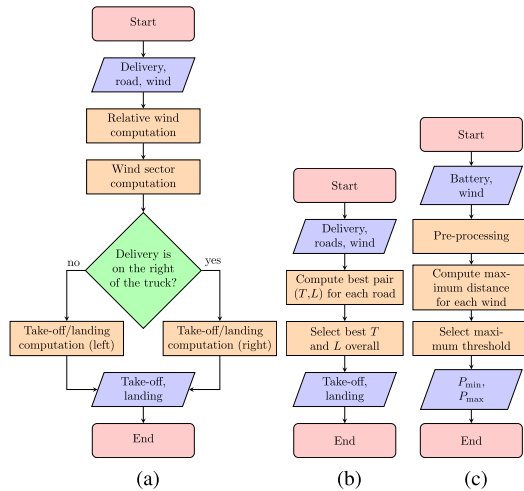 Start
Delivery,
road, wind
Relative wind
computation
Wind sector
computation
Delivery is
on the right
of the truck?
no
yes
Take-off/landing
computation (left)
Take-off/landing
computation (right)
Take-off,
landing
End
(a)
Start
Delivery,
roads, wind
Compute best pair
(T,L) for each road
Select best T
and L overall
Take-off,
landing
End
(b)
Start
Battery,
wind
Pre-processing
Compute max-
imum distance
for each wind
Select maxi-
mum threshold
Pmin,
Pmax
End
(c)